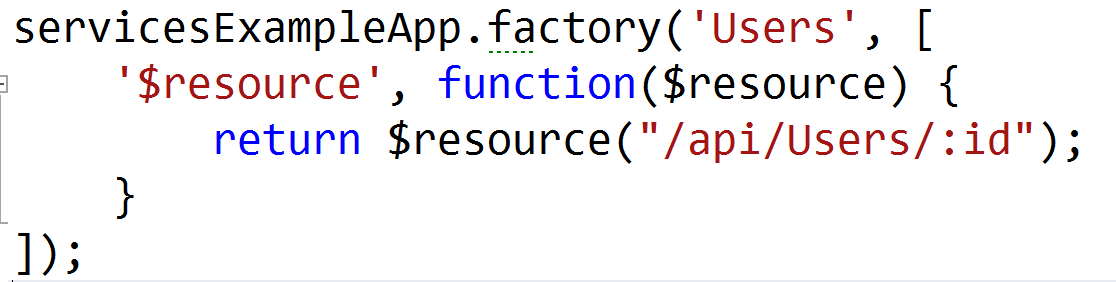 servicesExampleApp.factory('Users', [
'$resource', function($resource) {
return $resource("/api/Users/:id");
}
]);